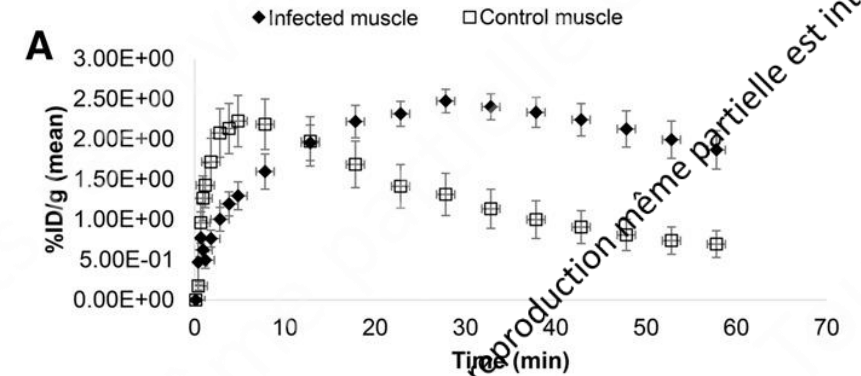 Infected muscle Control muscle
A
3.00E+00
2.50E+00
2.00E+00
1.50E+00
1.00E+00
5.00E-01
0.00E+00
%ID/g (mean)
0 10 20 30 40 50 60 70
Time (min)
reproduction même partielle est int